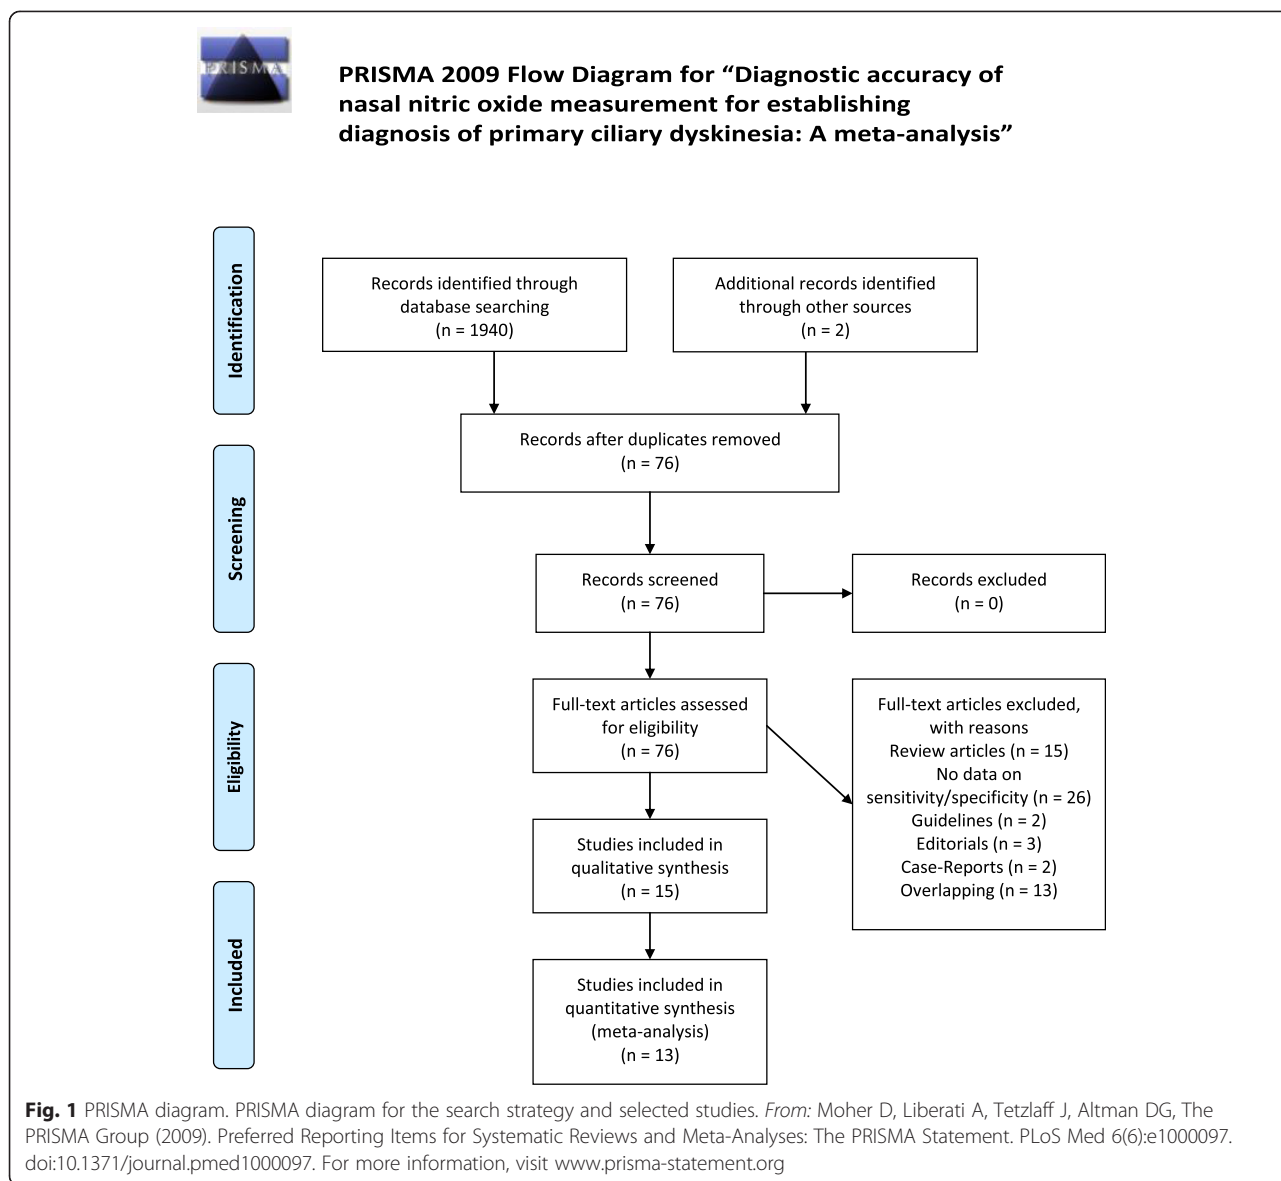 PRISMA
PRISMA 2009 Flow Diagram for “Diagnostic accuracy of
nasal nitric oxide measurement for establishing
diagnosis of primary ciliary dyskinesia: A meta-analysis”
Identification
Records identified through
database searching
(n = 1940)
Additional records identified
through other sources
(n = 2)
Records after duplicates removed
(n = 76)
Screening
Records screened
(n = 76)
Records excluded
(n = 0)
Eligibility
Full-text articles assessed
for eligibility
(n = 76)
Full-text articles excluded,
with reasons
Review articles (n = 15)
No data on
sensitivity/specificity (n = 26)
Guidelines (n = 2)
Editorials (n = 3)
Case-Reports (n = 2)
Overlapping (n = 13)
Studies included in
qualitative synthesis
(n = 15)
Included
Studies included in
quantitative synthesis
(meta-analysis)
(n = 13)
Fig. 1 PRISMA diagram. PRISMA diagram for the search strategy and selected studies. From: Moher D, Liberati A, Tetzlaff J, Altman DG, The
PRISMA Group (2009). Preferred Reporting Items for Systematic Reviews and Meta-Analyses: The PRISMA Statement. PLoS Med 6(6):e1000097.
doi:10.1371/journal.pmed1000097. For more information, visit www.prisma-statement.org